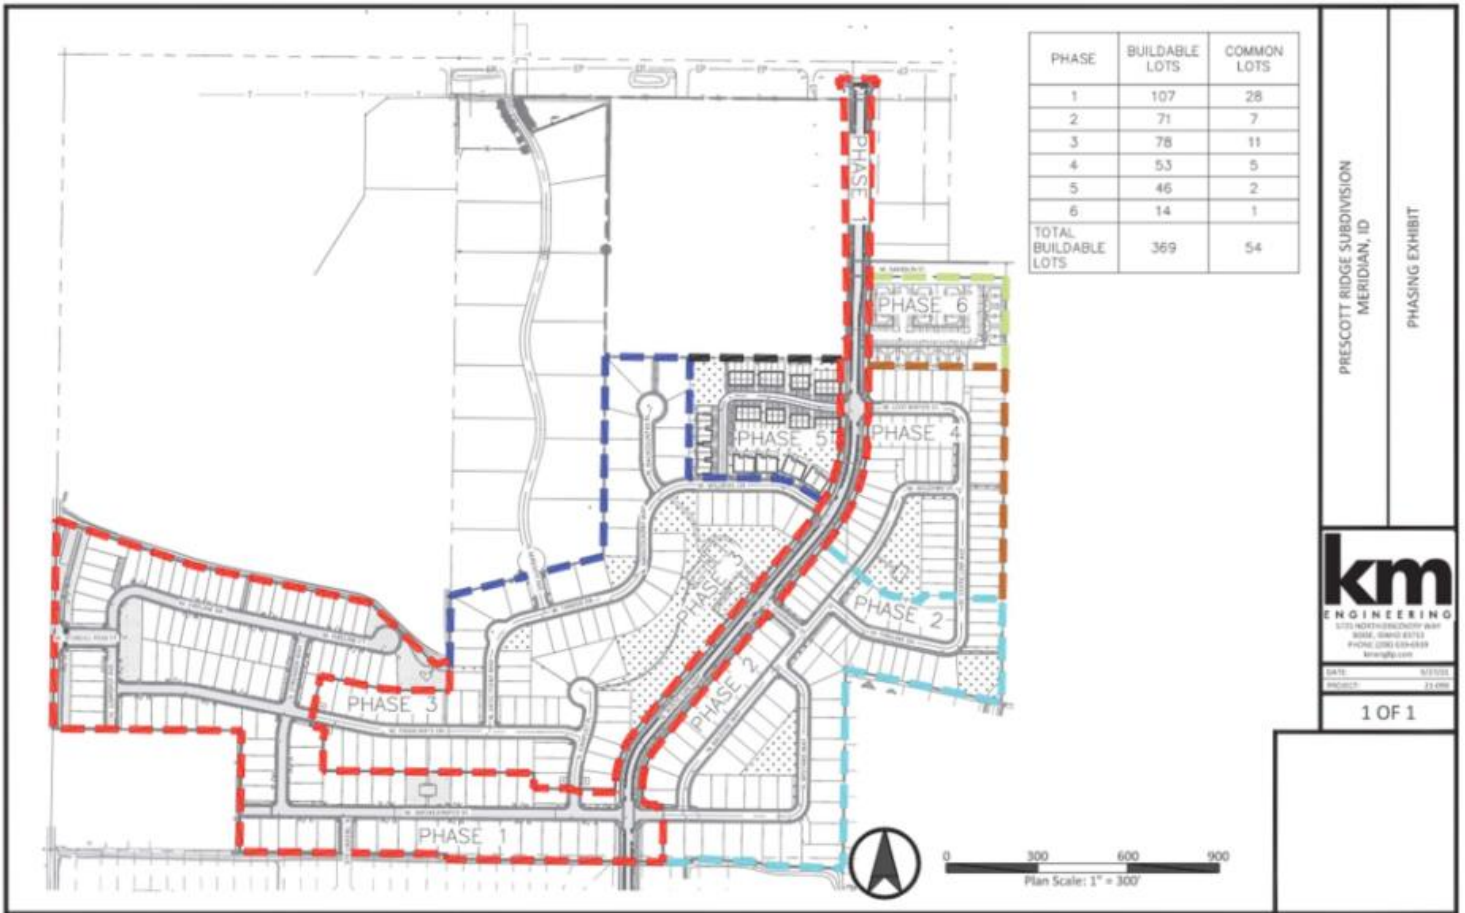 PHASE BUILDABLE LOTS COMMON LOTS
1 107 28
2 71 7
3 78 11
4 53 5
5 46 2
6 14 1
TOTAL BUILDABLE LOTS 369 54
PHASE 1
PHASE 6
PHASE 5
PHASE 4
PHASE 3
PHASE 2
PHASE 2
PHASE 3
PHASE 1
0 300 600 900
Plan Scale: 1" = 300'
PRESCOTT RIDGE SUBDIVISION
MERIDIAN, ID
PHASING EXHIBIT
km
ENGINEERING
DATE:
PROJECT:
1 OF 1